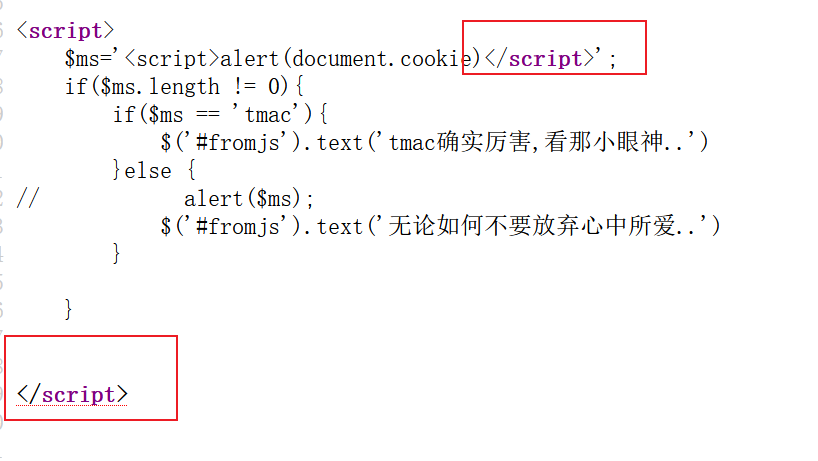 <script>
$ms='<script>alert(document.cookie)</script>';
if($ms.length != 0){
if($ms == 'tmac'){
$('#fromjs').text('tmac确实厉害,看那小眼神..')
}else {
// alert($ms);
$('#fromjs').text('无论如何不要放弃心中所爱..')
}
}
</script>